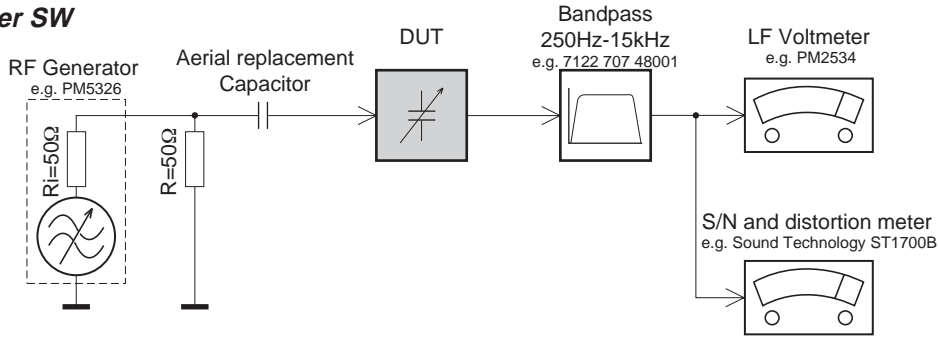 SW
RF Generator
e.g. PM5326
Ri=50Ω
R=50Ω
Aerial replacement
Capacitor
DUT
Bandpass
250Hz-15kHz
e.g. 7122 707 48001
LF Voltmeter
e.g. PM2534
S/N and distortion meter
e.g. Sound Technology ST1700B